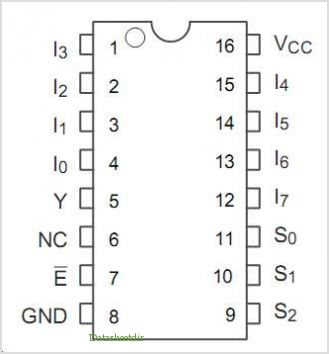 I3 1 16 VCC
I2 2 15 I4
I1 3 14 I5
I0 4 13 I6
Y 5 12 I7
NC 6 11 S0
E̅ 7 10 S1
GND 8 9 S2
Datasheetdir